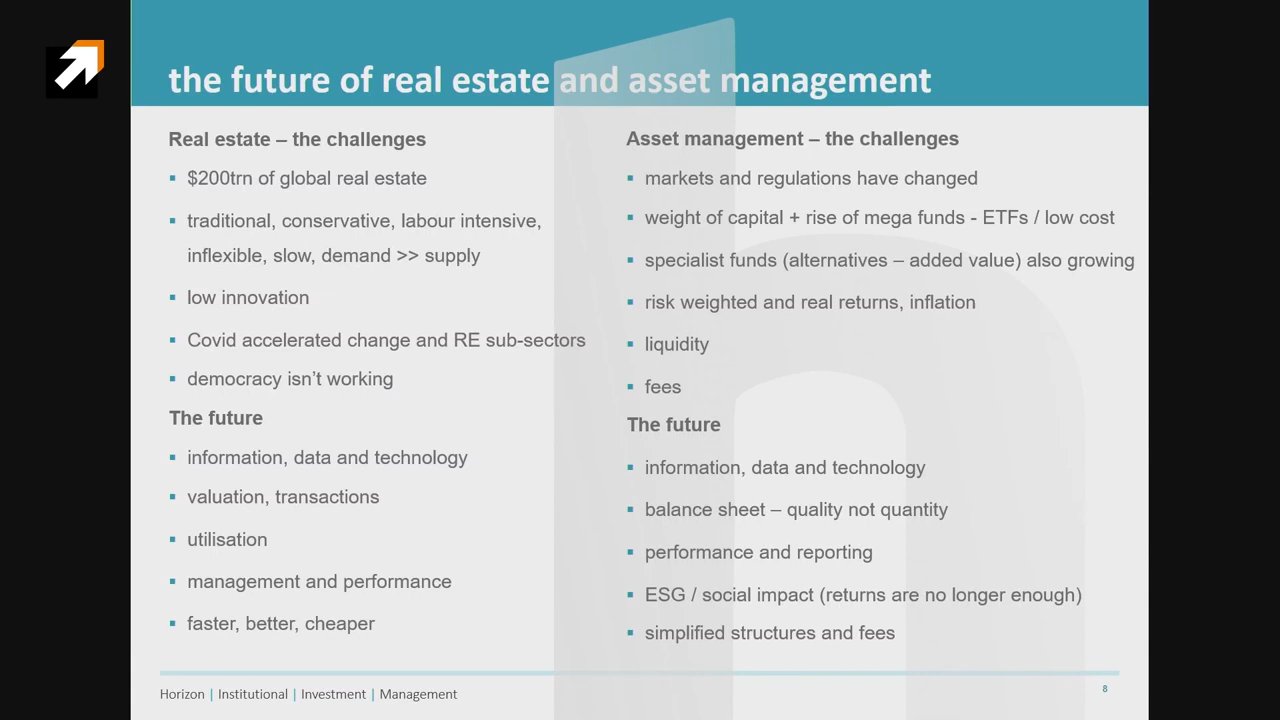 the future of real estate and asset management
Real estate – the challenges
▪ $200trn of global real estate
▪ traditional, conservative, labour intensive,
inflexible, slow, demand >> supply
▪ low innovation
▪ Covid accelerated change and RE sub-sectors
▪ democracy isn’t working
The future
▪ information, data and technology
▪ valuation, transactions
▪ utilisation
▪ management and performance
▪ faster, better, cheaper
Asset management – the challenges
▪ markets and regulations have changed
▪ weight of capital + rise of mega funds - ETFs / low cost
▪ specialist funds (alternatives – added value) also growing
▪ risk weighted and real returns, inflation
▪ liquidity
▪ fees
The future
▪ information, data and technology
▪ balance sheet – quality not quantity
▪ performance and reporting
▪ ESG / social impact (returns are no longer enough)
▪ simplified structures and fees
Horizon | Institutional | Investment | Management
8